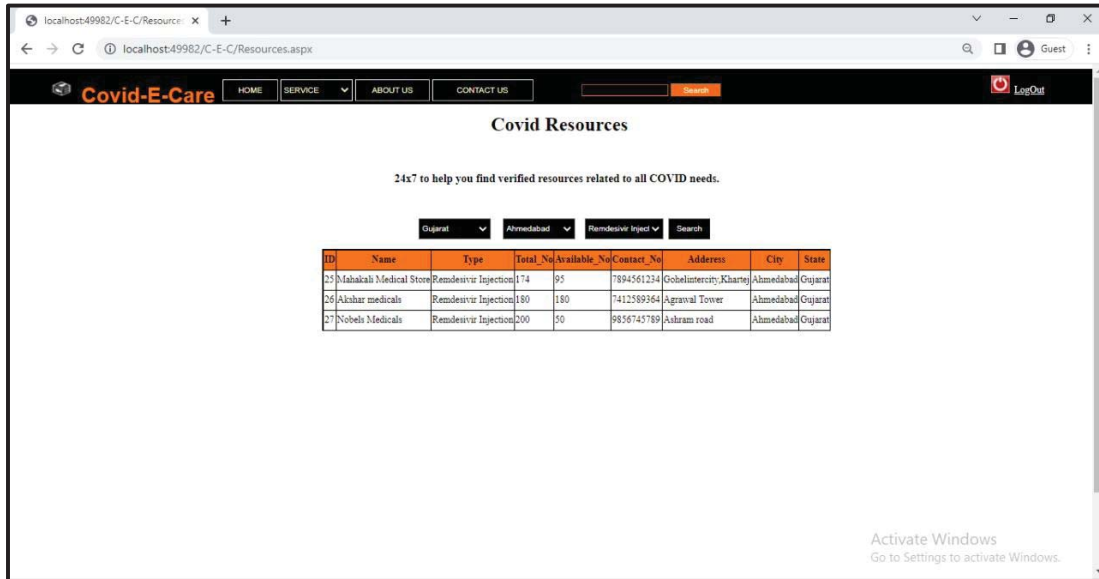 localhost:49982/C-E-C/Resource
localhost:49982/C-E-C/Resources.aspx
Guest
Covid-E-Care HOME SERVICE ABOUT US CONTACT US Search LogOut
Covid Resources
24x7 to help you find verified resources related to all COVID needs.
Gujarat Ahmedabad Remdesivir Inject Search
ID Name Type Total_No Available_No Contact_No Adderess City State
25 Mahakali Medical Store Remdesivir Injection 174 95 7894561234 Gohelintercity,Khartej Ahmedabad Gujarat
26 Akshar medicals Remdesivir Injection 180 180 7412589364 Agrawal Tower Ahmedabad Gujarat
27 Nobels Medicals Remdesivir Injection 200 50 9856745789 Ashram road Ahmedabad Gujarat
Activate Windows
Go to Settings to activate Windows.